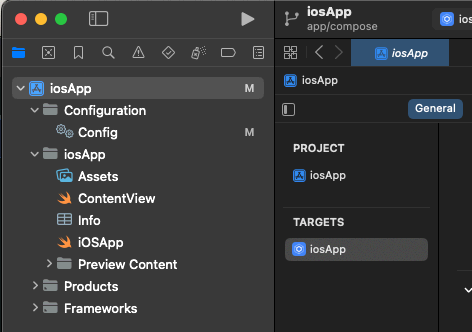 iosApp
app/compose
iosA
iosApp
iosApp
M
Configuration
Config
M
iosApp
Assets
ContentView
Info
iOSApp
Preview Content
Products
Frameworks
iosApp
General
PROJECT
iosApp
TARGETS
iosApp